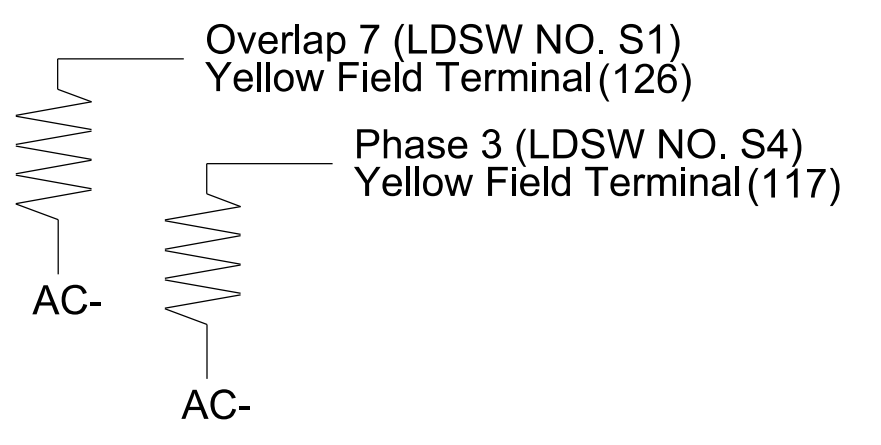 Overlap 7 (LDSW NO. S1)
Yellow Field Terminal (126)
Phase 3 (LDSW NO. S4)
Yellow Field Terminal (117)
AC-
AC-